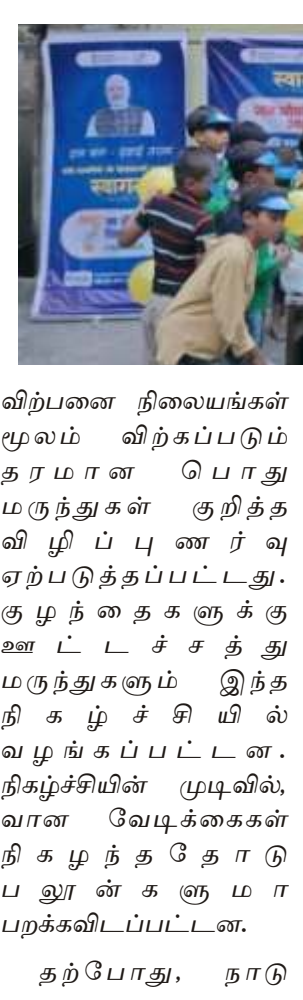 स्वागत
விற்பனை நிலையங்கள்
மூலம் விற்கப்படும்
தரமான பொது
மருந்துகள் குறித்த
விழிப்புணர்வு
ஏற்படுத்தப்பட்டது.
குழந்தைகளுக்கு
ஊட்டச்சத்து
மருந்துகளும் இந்த
நிகழ்ச்சியில்
வழங்கப்பட்டன.
நிகழ்ச்சியின் முடிவில்,
வான வேடிக்கைகள்
நிகழந்ததோடு
பலூன்களுமா
பறக்கவிடப்பட்டன.
தற்போது, நாடு